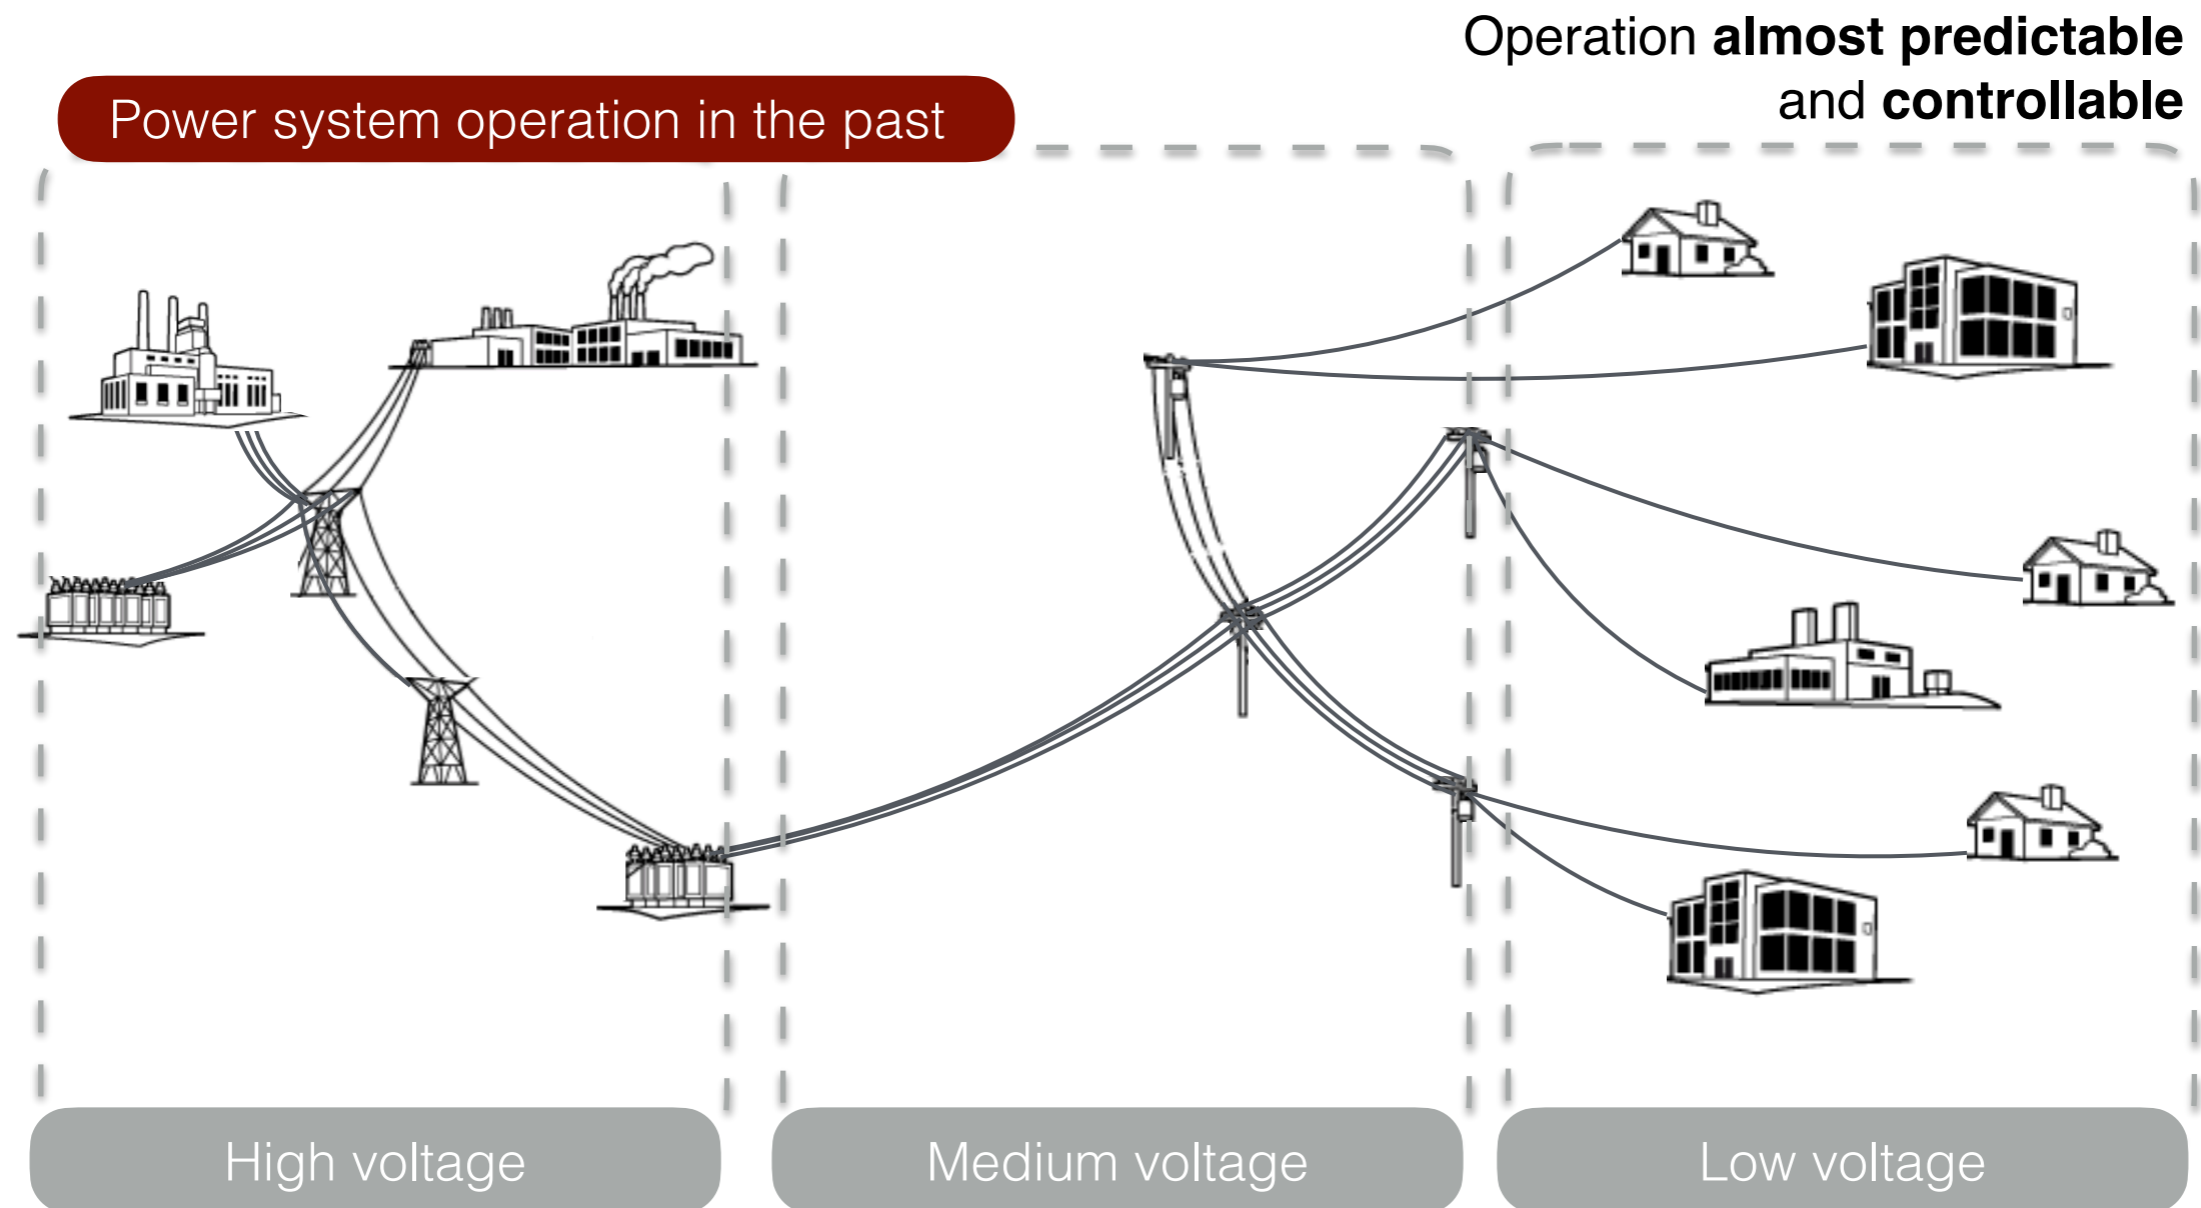 Operation almost predictable
and controllable
Power system operation in the past
High voltage
Medium voltage
Low voltage